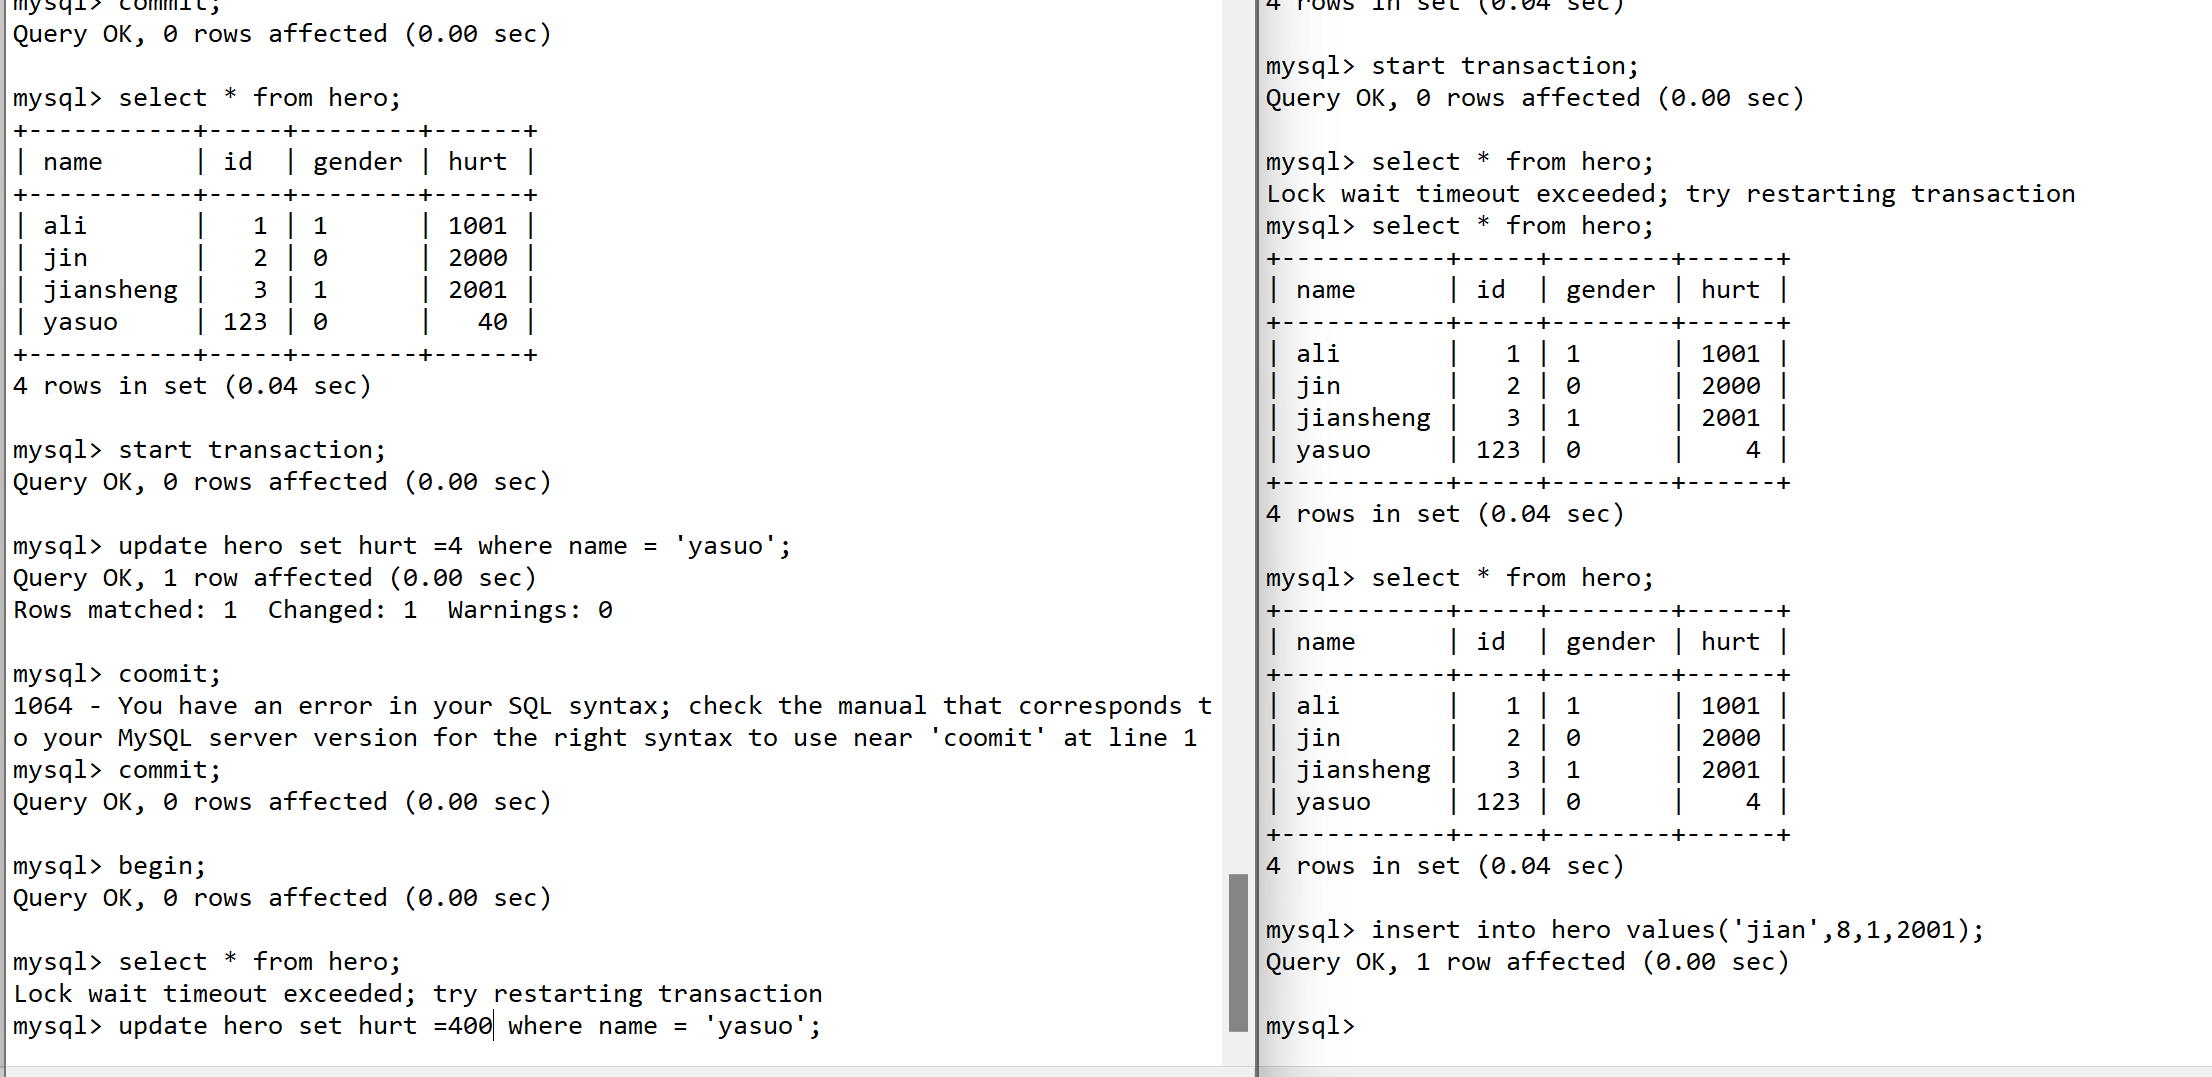 mysql> commit;
Query OK, 0 rows affected (0.00 sec)

mysql> select * from hero;
+-----------+-----+--------+------+
| name      | id  | gender | hurt |
+-----------+-----+--------+------+
| ali       |   1 | 1      | 1001 |
| jin       |   2 | 0      | 2000 |
| jiansheng |   3 | 1      | 2001 |
| yasuo     | 123 | 0      |   40 |
+-----------+-----+--------+------+
4 rows in set (0.04 sec)

mysql> start transaction;
Query OK, 0 rows affected (0.00 sec)

mysql> update hero set hurt =4 where name = 'yasuo';
Query OK, 1 row affected (0.00 sec)
Rows matched: 1  Changed: 1  Warnings: 0

mysql> coomit;
1064 - You have an error in your SQL syntax; check the manual that corresponds t
o your MySQL server version for the right syntax to use near 'coomit' at line 1
mysql> commit;
Query OK, 0 rows affected (0.00 sec)

mysql> begin;
Query OK, 0 rows affected (0.00 sec)

mysql> select * from hero;
Lock wait timeout exceeded; try restarting transaction
mysql> update hero set hurt =400 where name = 'yasuo';

4 rows in set (0.04 sec)

mysql> start transaction;
Query OK, 0 rows affected (0.00 sec)

mysql> select * from hero;
Lock wait timeout exceeded; try restarting transaction
mysql> select * from hero;
+-----------+-----+--------+------+
| name      | id  | gender | hurt |
+-----------+-----+--------+------+
| ali       |   1 | 1      | 1001 |
| jin       |   2 | 0      | 2000 |
| jiansheng |   3 | 1      | 2001 |
| yasuo     | 123 | 0      |    4 |
+-----------+-----+--------+------+
4 rows in set (0.04 sec)

mysql> select * from hero;
+-----------+-----+--------+------+
| name      | id  | gender | hurt |
+-----------+-----+--------+------+
| ali       |   1 | 1      | 1001 |
| jin       |   2 | 0      | 2000 |
| jiansheng |   3 | 1      | 2001 |
| yasuo     | 123 | 0      |    4 |
+-----------+-----+--------+------+
4 rows in set (0.04 sec)

mysql> insert into hero values('jian',8,1,2001);
Query OK, 1 row affected (0.00 sec)

mysql>